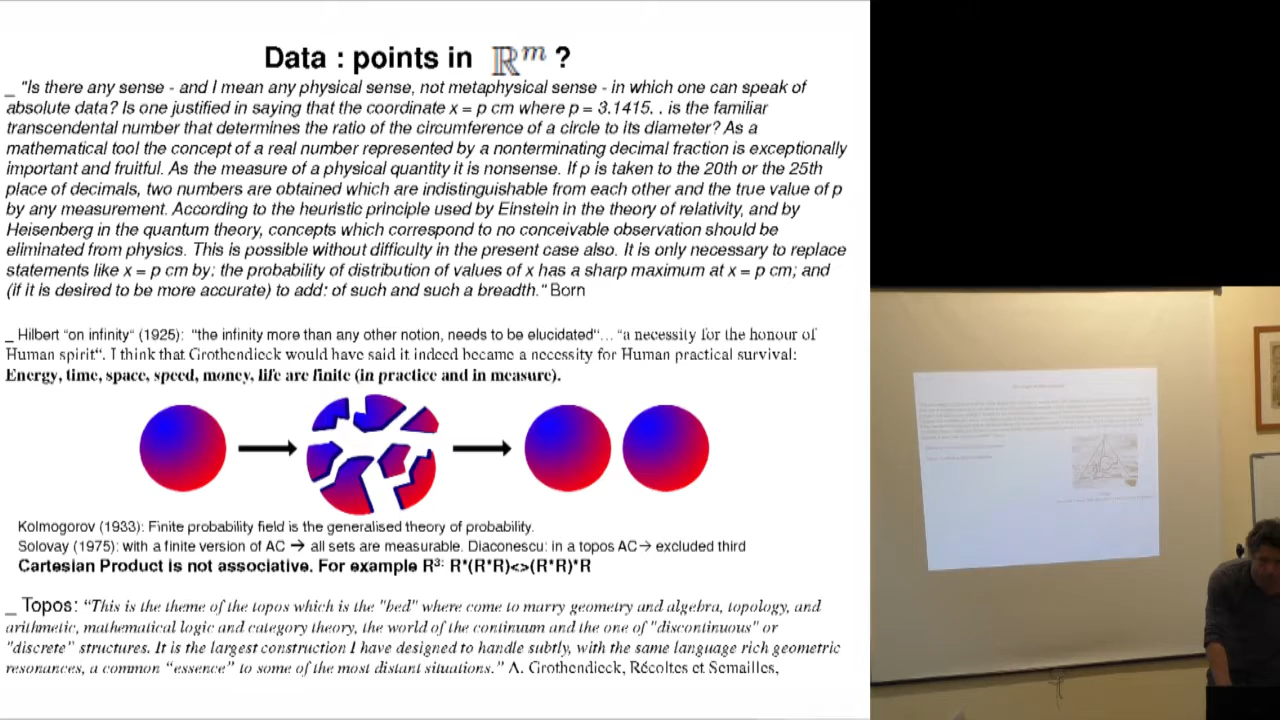 Data : points in ℝᵐ ?
_ "Is there any sense - and I mean any physical sense, not metaphysical sense - in which one can speak of
absolute data? Is one justified in saying that the coordinate x = p cm where p = 3.1415. . is the familiar
transcendental number that determines the ratio of the circumference of a circle to its diameter? As a
mathematical tool the concept of a real number represented by a nonterminating decimal fraction is exceptionally
important and fruitful. As the measure of a physical quantity it is nonsense. If p is taken to the 20th or the 25th
place of decimals, two numbers are obtained which are indistinguishable from each other and the true value of p
by any measurement. According to the heuristic principle used by Einstein in the theory of relativity, and by
Heisenberg in the quantum theory, concepts which correspond to no conceivable observation should be
eliminated from physics. This is possible without difficulty in the present case also. It is only necessary to replace
statements like x = p cm by: the probability of distribution of values of x has a sharp maximum at x = p cm; and
(if it is desired to be more accurate) to add: of such and such a breadth." Born
_ Hilbert "on infinity" (1925): "the infinity more than any other notion, needs to be elucidated"... "a necessity for the honour of
Human spirit". I think that Grothendieck would have said it indeed became a necessity for Human practical survival:
Energy, time, space, speed, money, life are finite (in practice and in measure).
Kolmogorov (1933): Finite probability field is the generalised theory of probability.
Solovay (1975): with a finite version of AC → all sets are measurable. Diaconescu: in a topos AC→ excluded third
Cartesian Product is not associative. For example R³: R*(R*R)<>(R*R)*R
_ Topos: "This is the theme of the topos which is the "bed" where come to marry geometry and algebra, topology, and
arithmetic, mathematical logic and category theory, the world of the continuum and the one of "discontinuous" or
"discrete" structures. It is the largest construction I have designed to handle subtly, with the same language rich geometric
resonances, a common "essence" to some of the most distant situations." A. Grothendieck, Récoltes et Semailles,